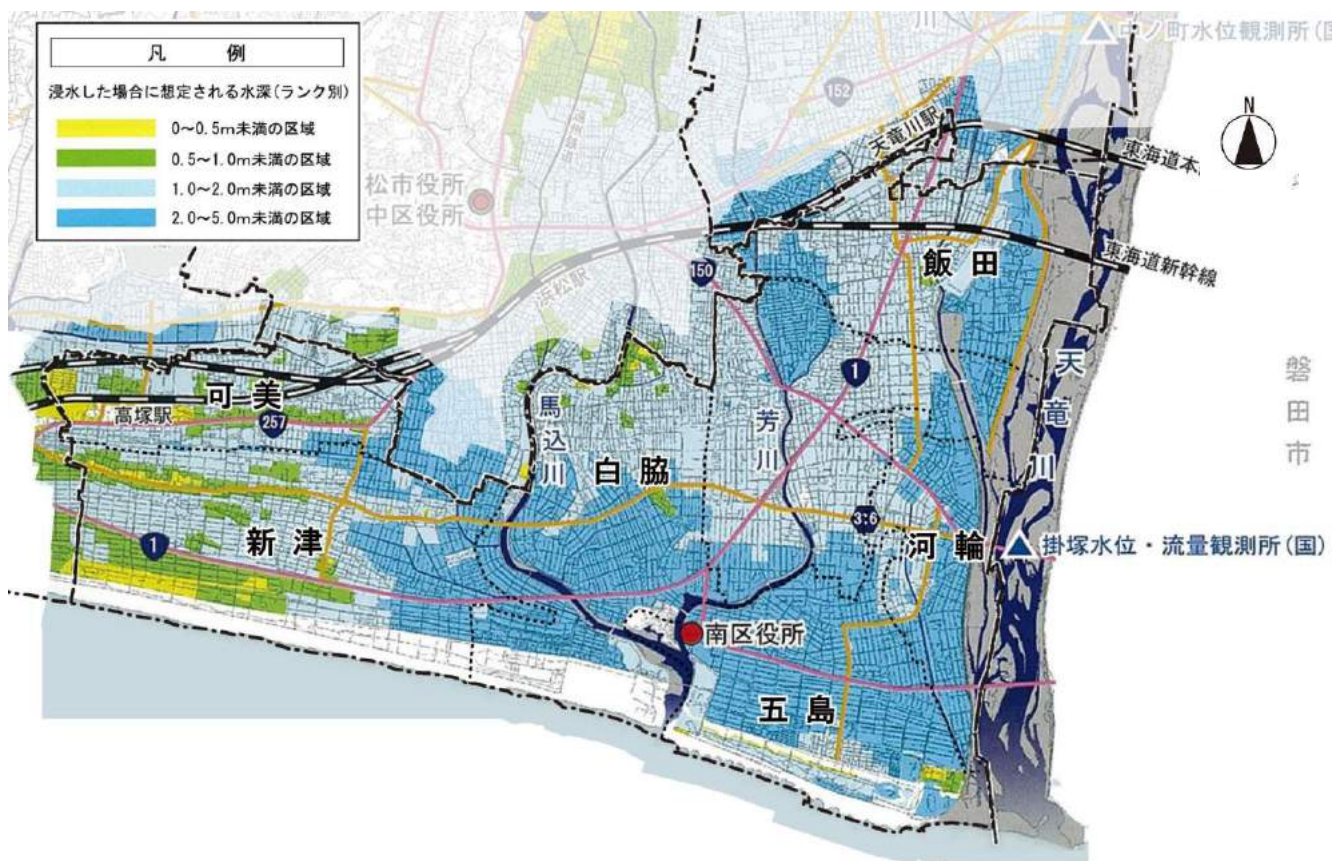 凡 例
浸水した場合に想定される水深(ランク別)
0~0.5m未満の区域
0.5~1.0m未満の区域
1.0~2.0m未満の区域
2.0~5.0m未満の区域
川
中ノ町水位観測所(国
152
N
天竜川駅
東海道本
松市役所
中区役所
東海道新幹線
飯田
150
浜松駅
1
磐田市
天竜川
可美
高塚駅
257
馬込川
芳川
白脇
316
新津
1
河輪
掛塚水位・流量観測所(国)
南区役所
五島